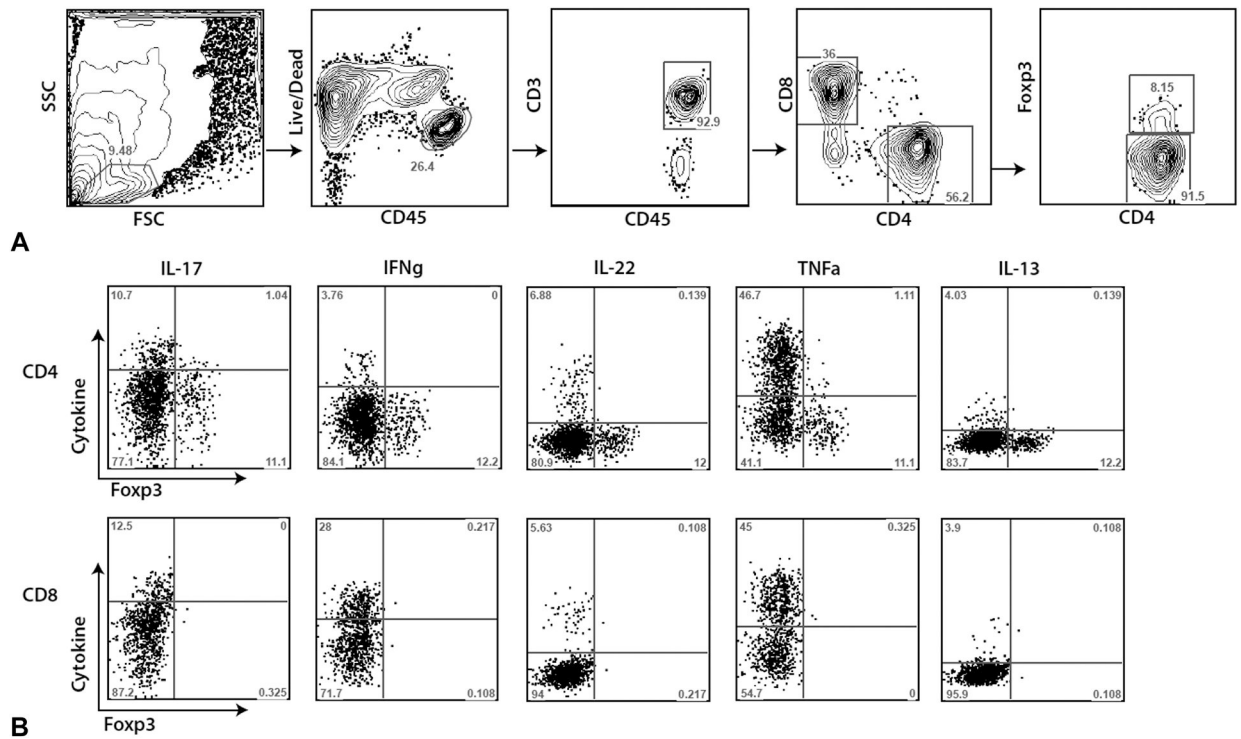 SSC
9.48
FSC
Live/Dead
26.4
CD45
CD3
92.9
CD45
CD8
36
56.2
CD4
Foxp3
8.15
91.5
CD4
A
IL-17 IFNg IL-22 TNFa IL-13
CD4
Cytokine
Foxp3
10.7 1.04
77.1 11.1
3.76 0
84.1 12.2
6.88 0.139
80.9 12
46.7 1.11
41.1 11.1
4.03 0.139
83.7 12.2
CD8
Cytokine
Foxp3
12.5 0
87.2 0.325
28 0.217
71.7 0.108
5.63 0.108
94 0.217
45 0.325
54.7 0
3.9 0.108
95.9 0.108
B